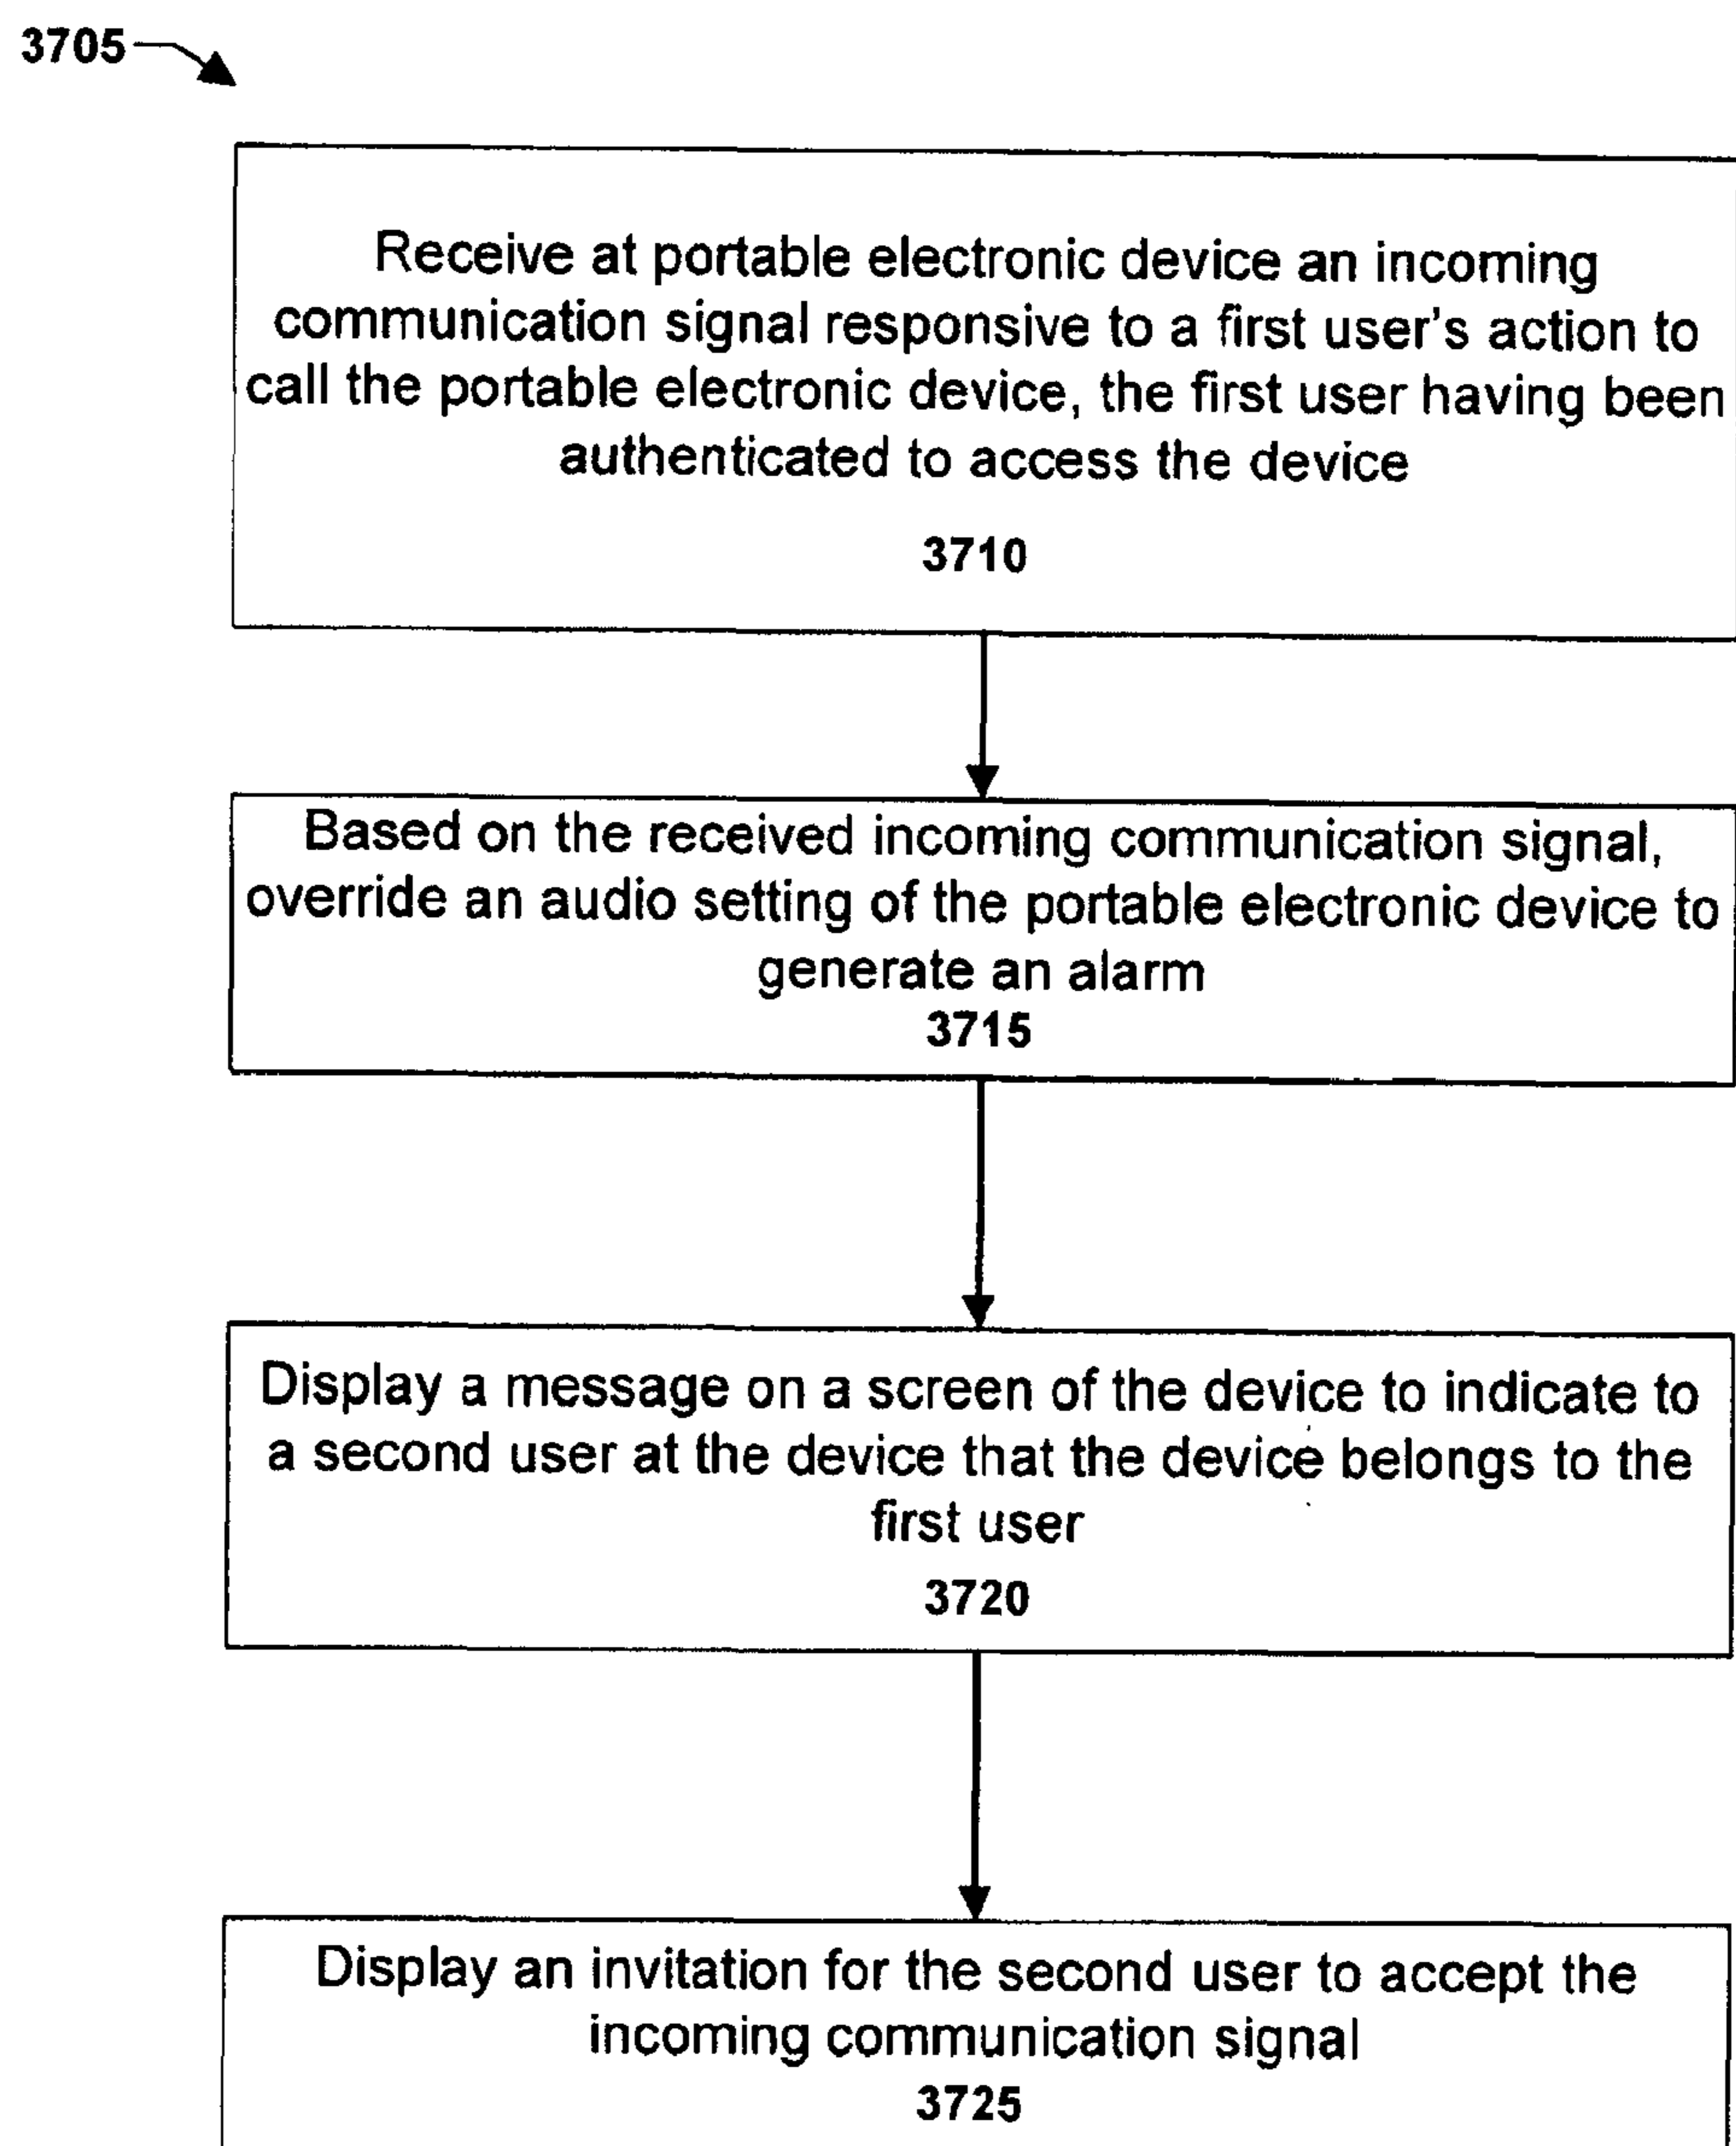 3705
Receive at portable electronic device an incoming
communication signal responsive to a first user's action to
call the portable electronic device, the first user having been
authenticated to access the device
3710
Based on the received incoming communication signal,
override an audio setting of the portable electronic device to
generate an alarm
3715
Display a message on a screen of the device to indicate to
a second user at the device that the device belongs to the
first user
3720
Display an invitation for the second user to accept the
incoming communication signal
3725